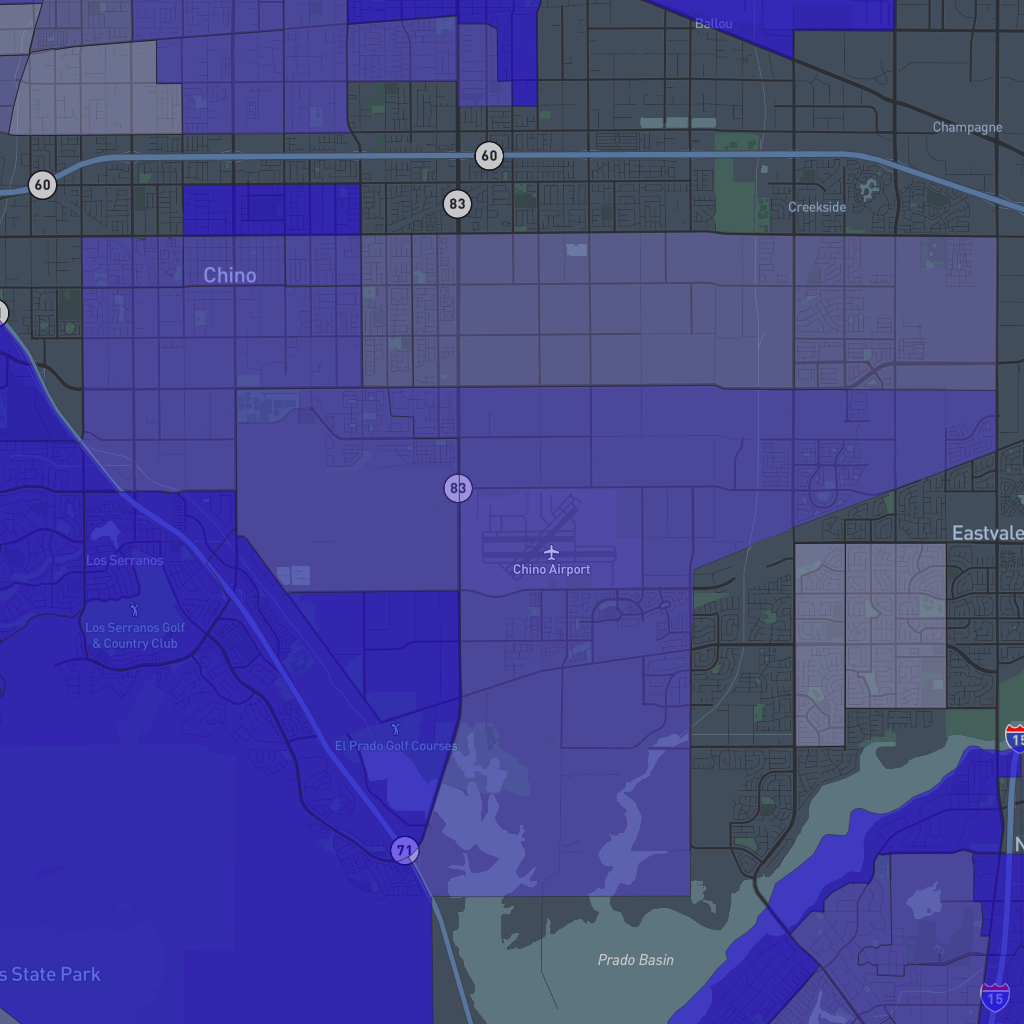 Ballou
Champagne
60
60
83
Creekside
Chino
83
Eastvale
Chino Airport
Los Serranos
Los Serranos Golf
& Country Club
El Prado Golf Courses
15
71
Prado Basin
s State Park
15